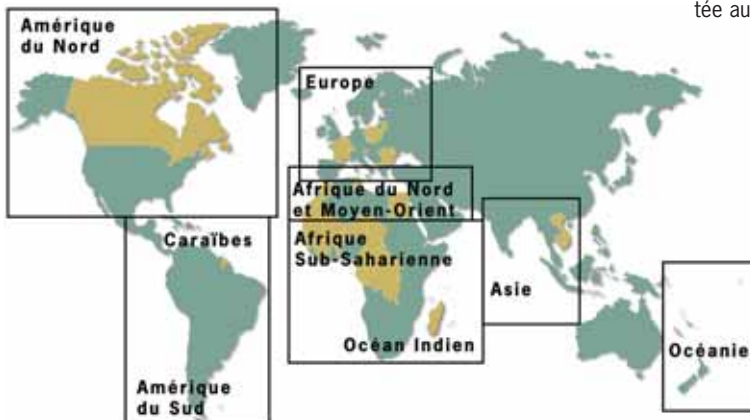 tée au
Amérique
du Nord
Europe
Afrique du Nord
et Moyen-Orient
Caraïbes
Afrique
Sub-Saharienne
Asie
Océan Indien
Océanie
Amérique
du Sud